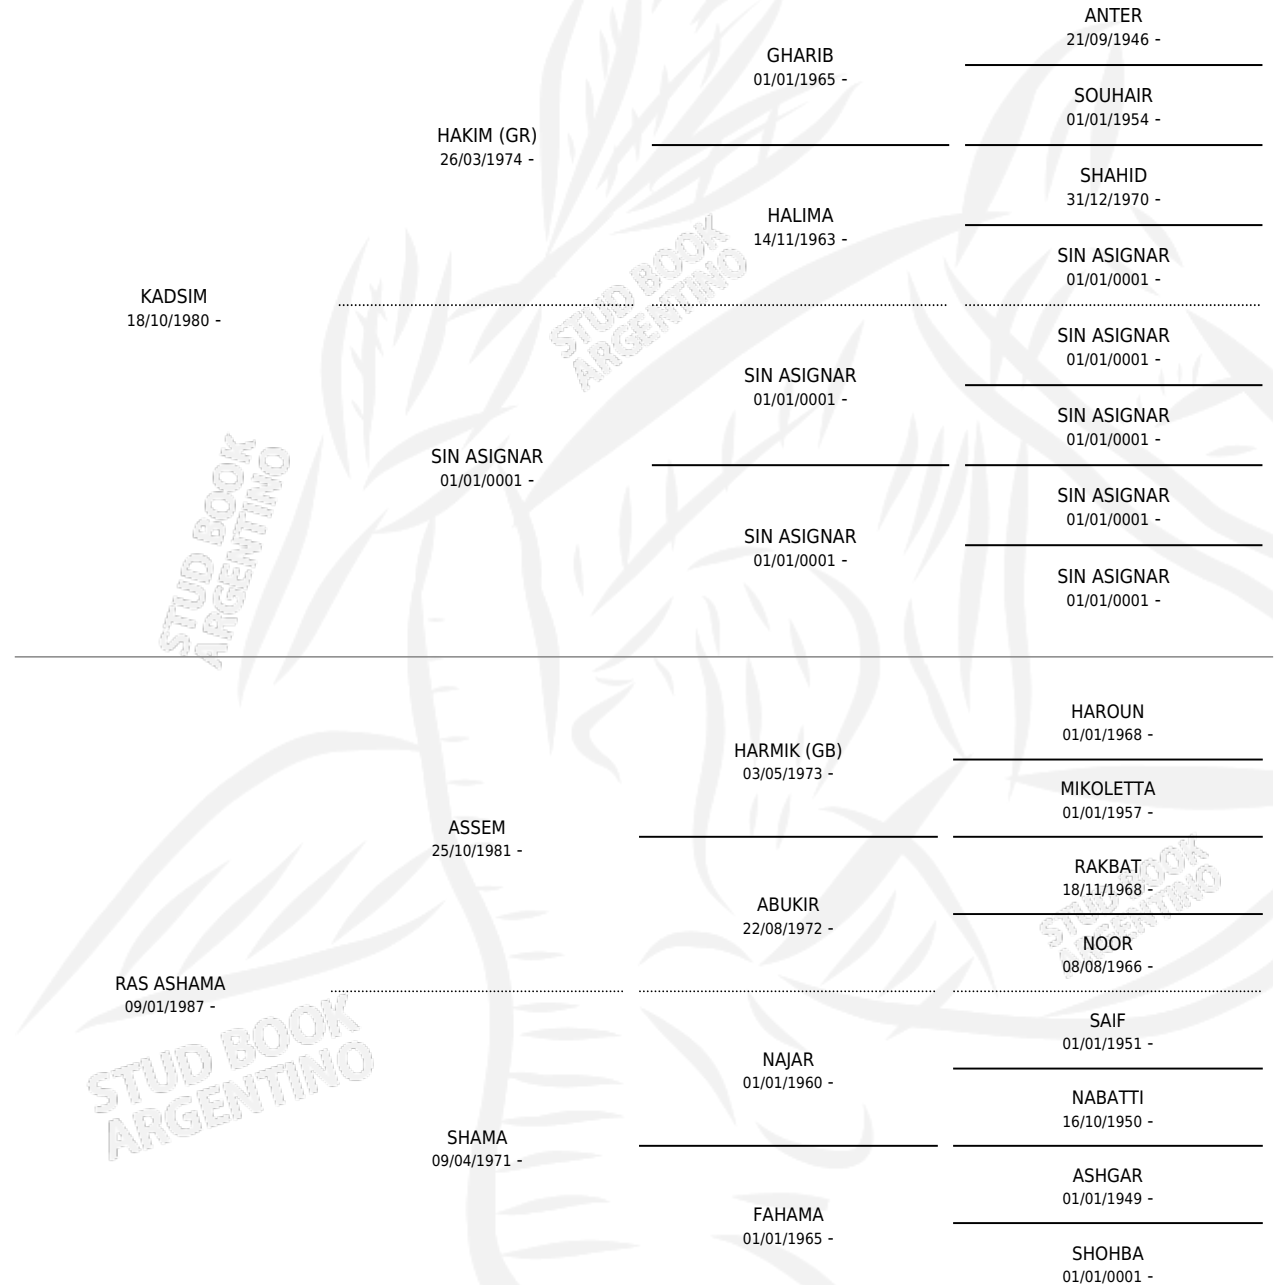 ANTER
21/09/1946 -
GHARIB
01/01/1965 -
SOUHAIR
01/01/1954 -
HAKIM (GR)
26/03/1974 -
SHAHID
31/12/1970 -
HALIMA
14/11/1963 -
SIN ASIGNAR
01/01/0001 -
KADSIM
18/10/1980 -
SIN ASIGNAR
01/01/0001 -
SIN ASIGNAR
01/01/0001 -
SIN ASIGNAR
01/01/0001 -
SIN ASIGNAR
01/01/0001 -
SIN ASIGNAR
01/01/0001 -
SIN ASIGNAR
01/01/0001 -
SIN ASIGNAR
01/01/0001 -
STUD BOOK
ARGENTINO
STUD BOOK
ARGENTINO
HAROUN
01/01/1968 -
HARMIK (GB)
03/05/1973 -
MIKOLETTA
01/01/1957 -
ASSEM
25/10/1981 -
RAKBAT
18/11/1968 -
ABUKIR
22/08/1972 -
NOOR
08/08/1966 -
RAS ASHAMA
09/01/1987 -
SAIF
01/01/1951 -
NAJAR
01/01/1960 -
NABATTI
16/10/1950 -
SHAMA
09/04/1971 -
ASHGAR
01/01/1949 -
FAHAMA
01/01/1965 -
SHOHBA
01/01/0001 -
STUD BOOK
ARGENTINO
STUD BOOK
ARGENTINO